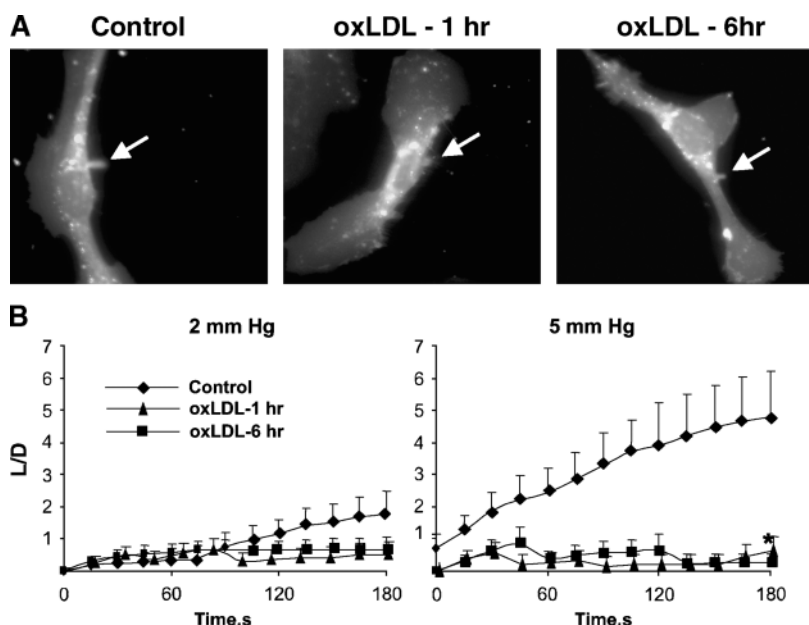 A
Control
oxLDL - 1 hr
oxLDL - 6hr
B
2 mm Hg
5 mm Hg
7
6
5
4
3
2
1
0
L/D
Control
oxLDL-1 hr
oxLDL-6 hr
0
60
120
180
Time,s
7
6
5
4
3
2
1
0
*
0
60
120
180
Time,s